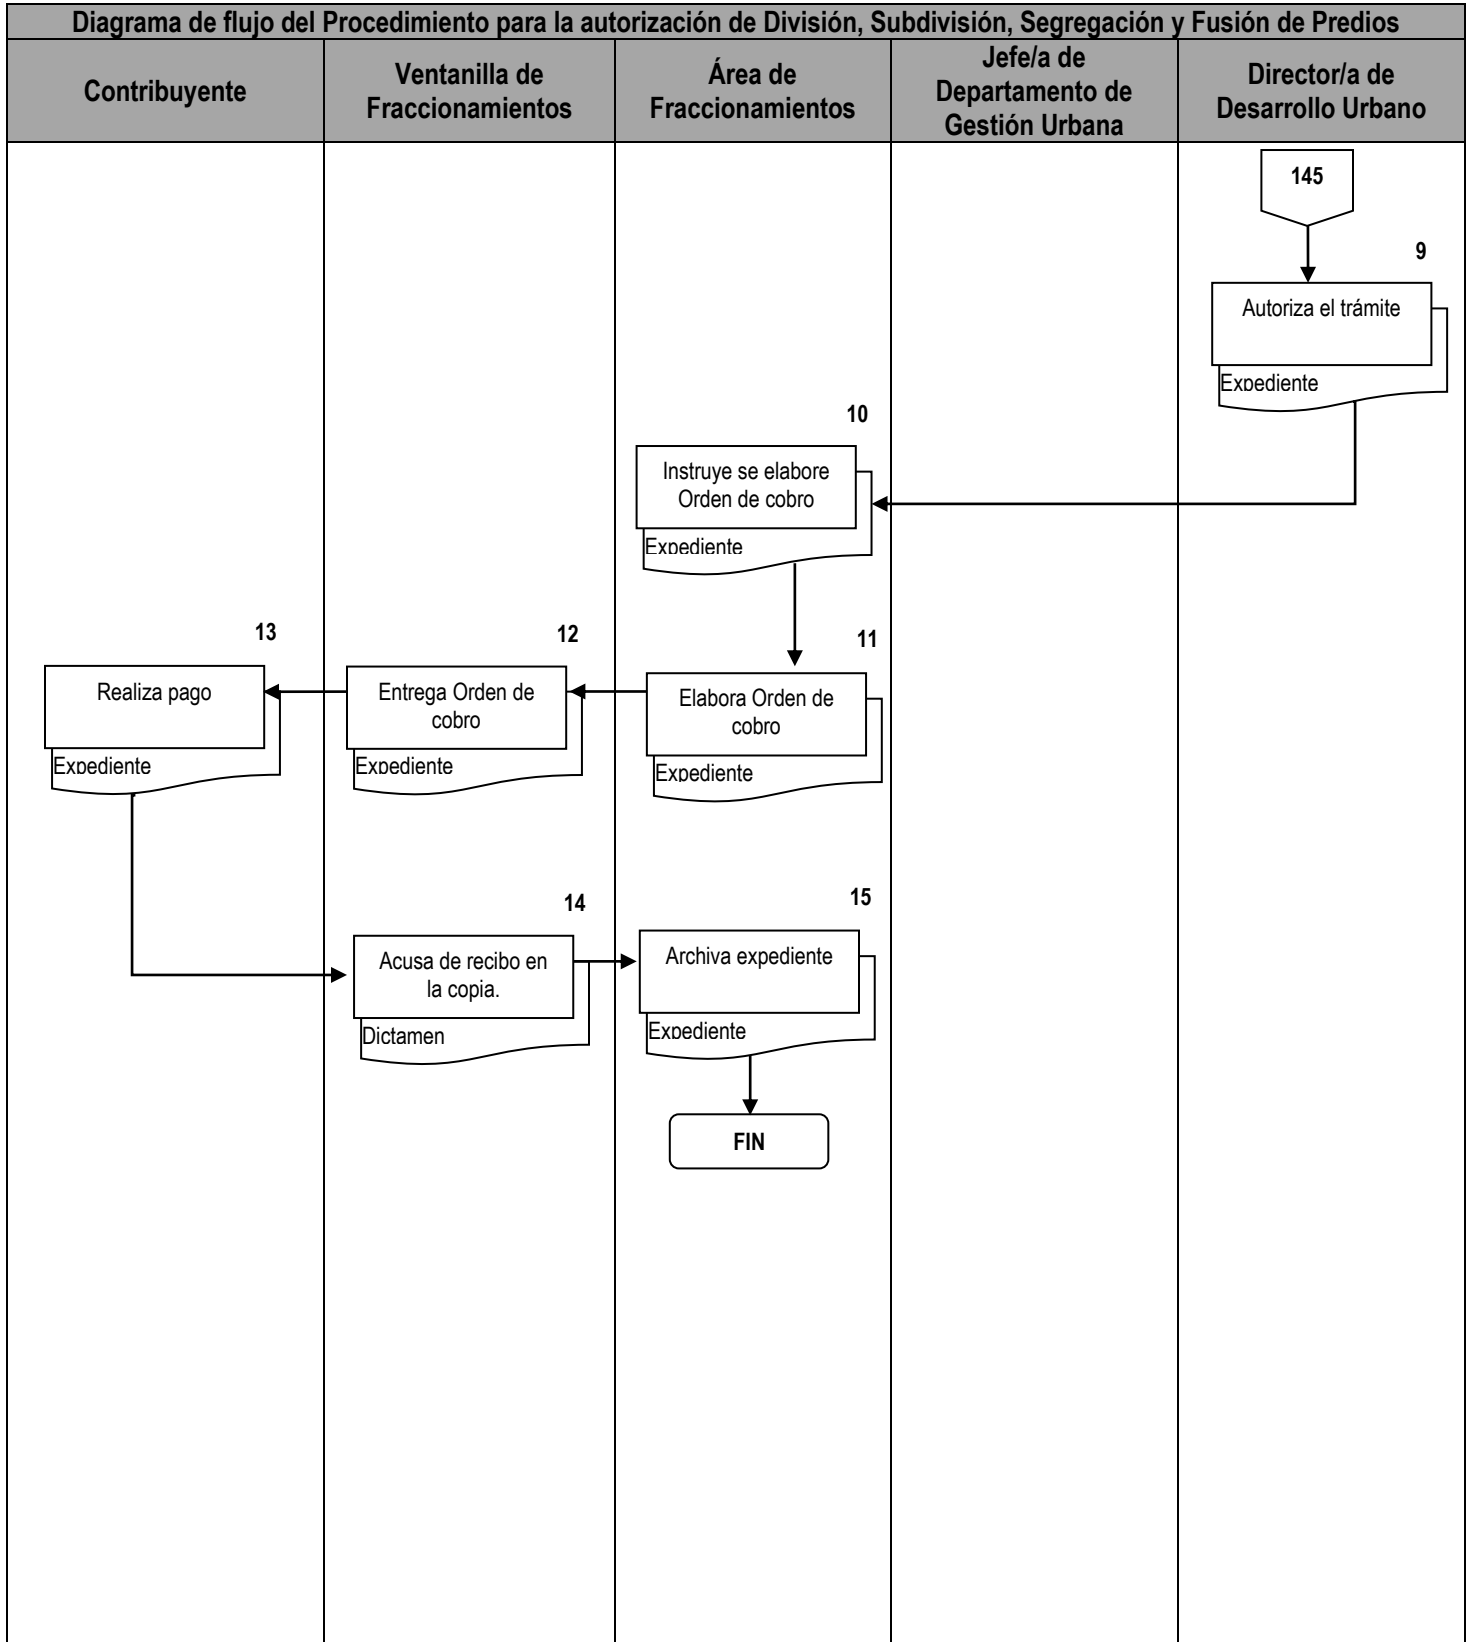 Diagrama de flujo del Procedimiento para la autorización de División, Subdivisión, Segregación y Fusión de Predios
Contribuyente
Ventanilla de
Fraccionamientos
Área de
Fraccionamientos
Jefe/a de
Departamento de
Gestión Urbana
Director/a de
Desarrollo Urbano
145
9
Autoriza el trámite
Expediente
10
Instruye se elabore
Orden de cobro
Expediente
13
Realiza pago
Expediente
12
Entrega Orden de
cobro
Expediente
11
Elabora Orden de
cobro
Expediente
14
Acusa de recibo en
la copia.
Dictamen
15
Archiva expediente
Expediente
FIN